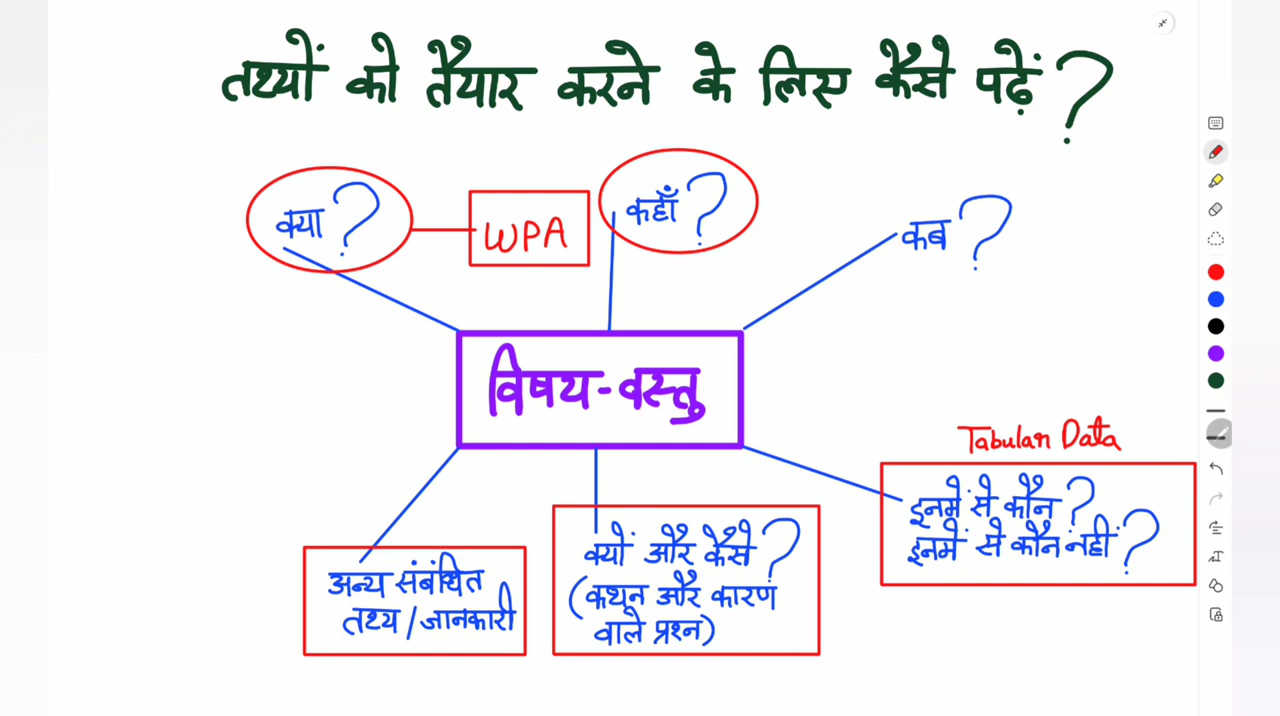 तथ्यों को तैयार करने के लिए कैसे पढ़ें?
क्या?
WPA
कहाँ?
कब?
विषय-वस्तु
Tabular Data
इनमें से कौन?
इनमें से कौन नहीं?
अन्य संबंधित
तथ्य/जानकारी
क्यों और कैसे?
(कथन और कारण
वाले प्रश्न)